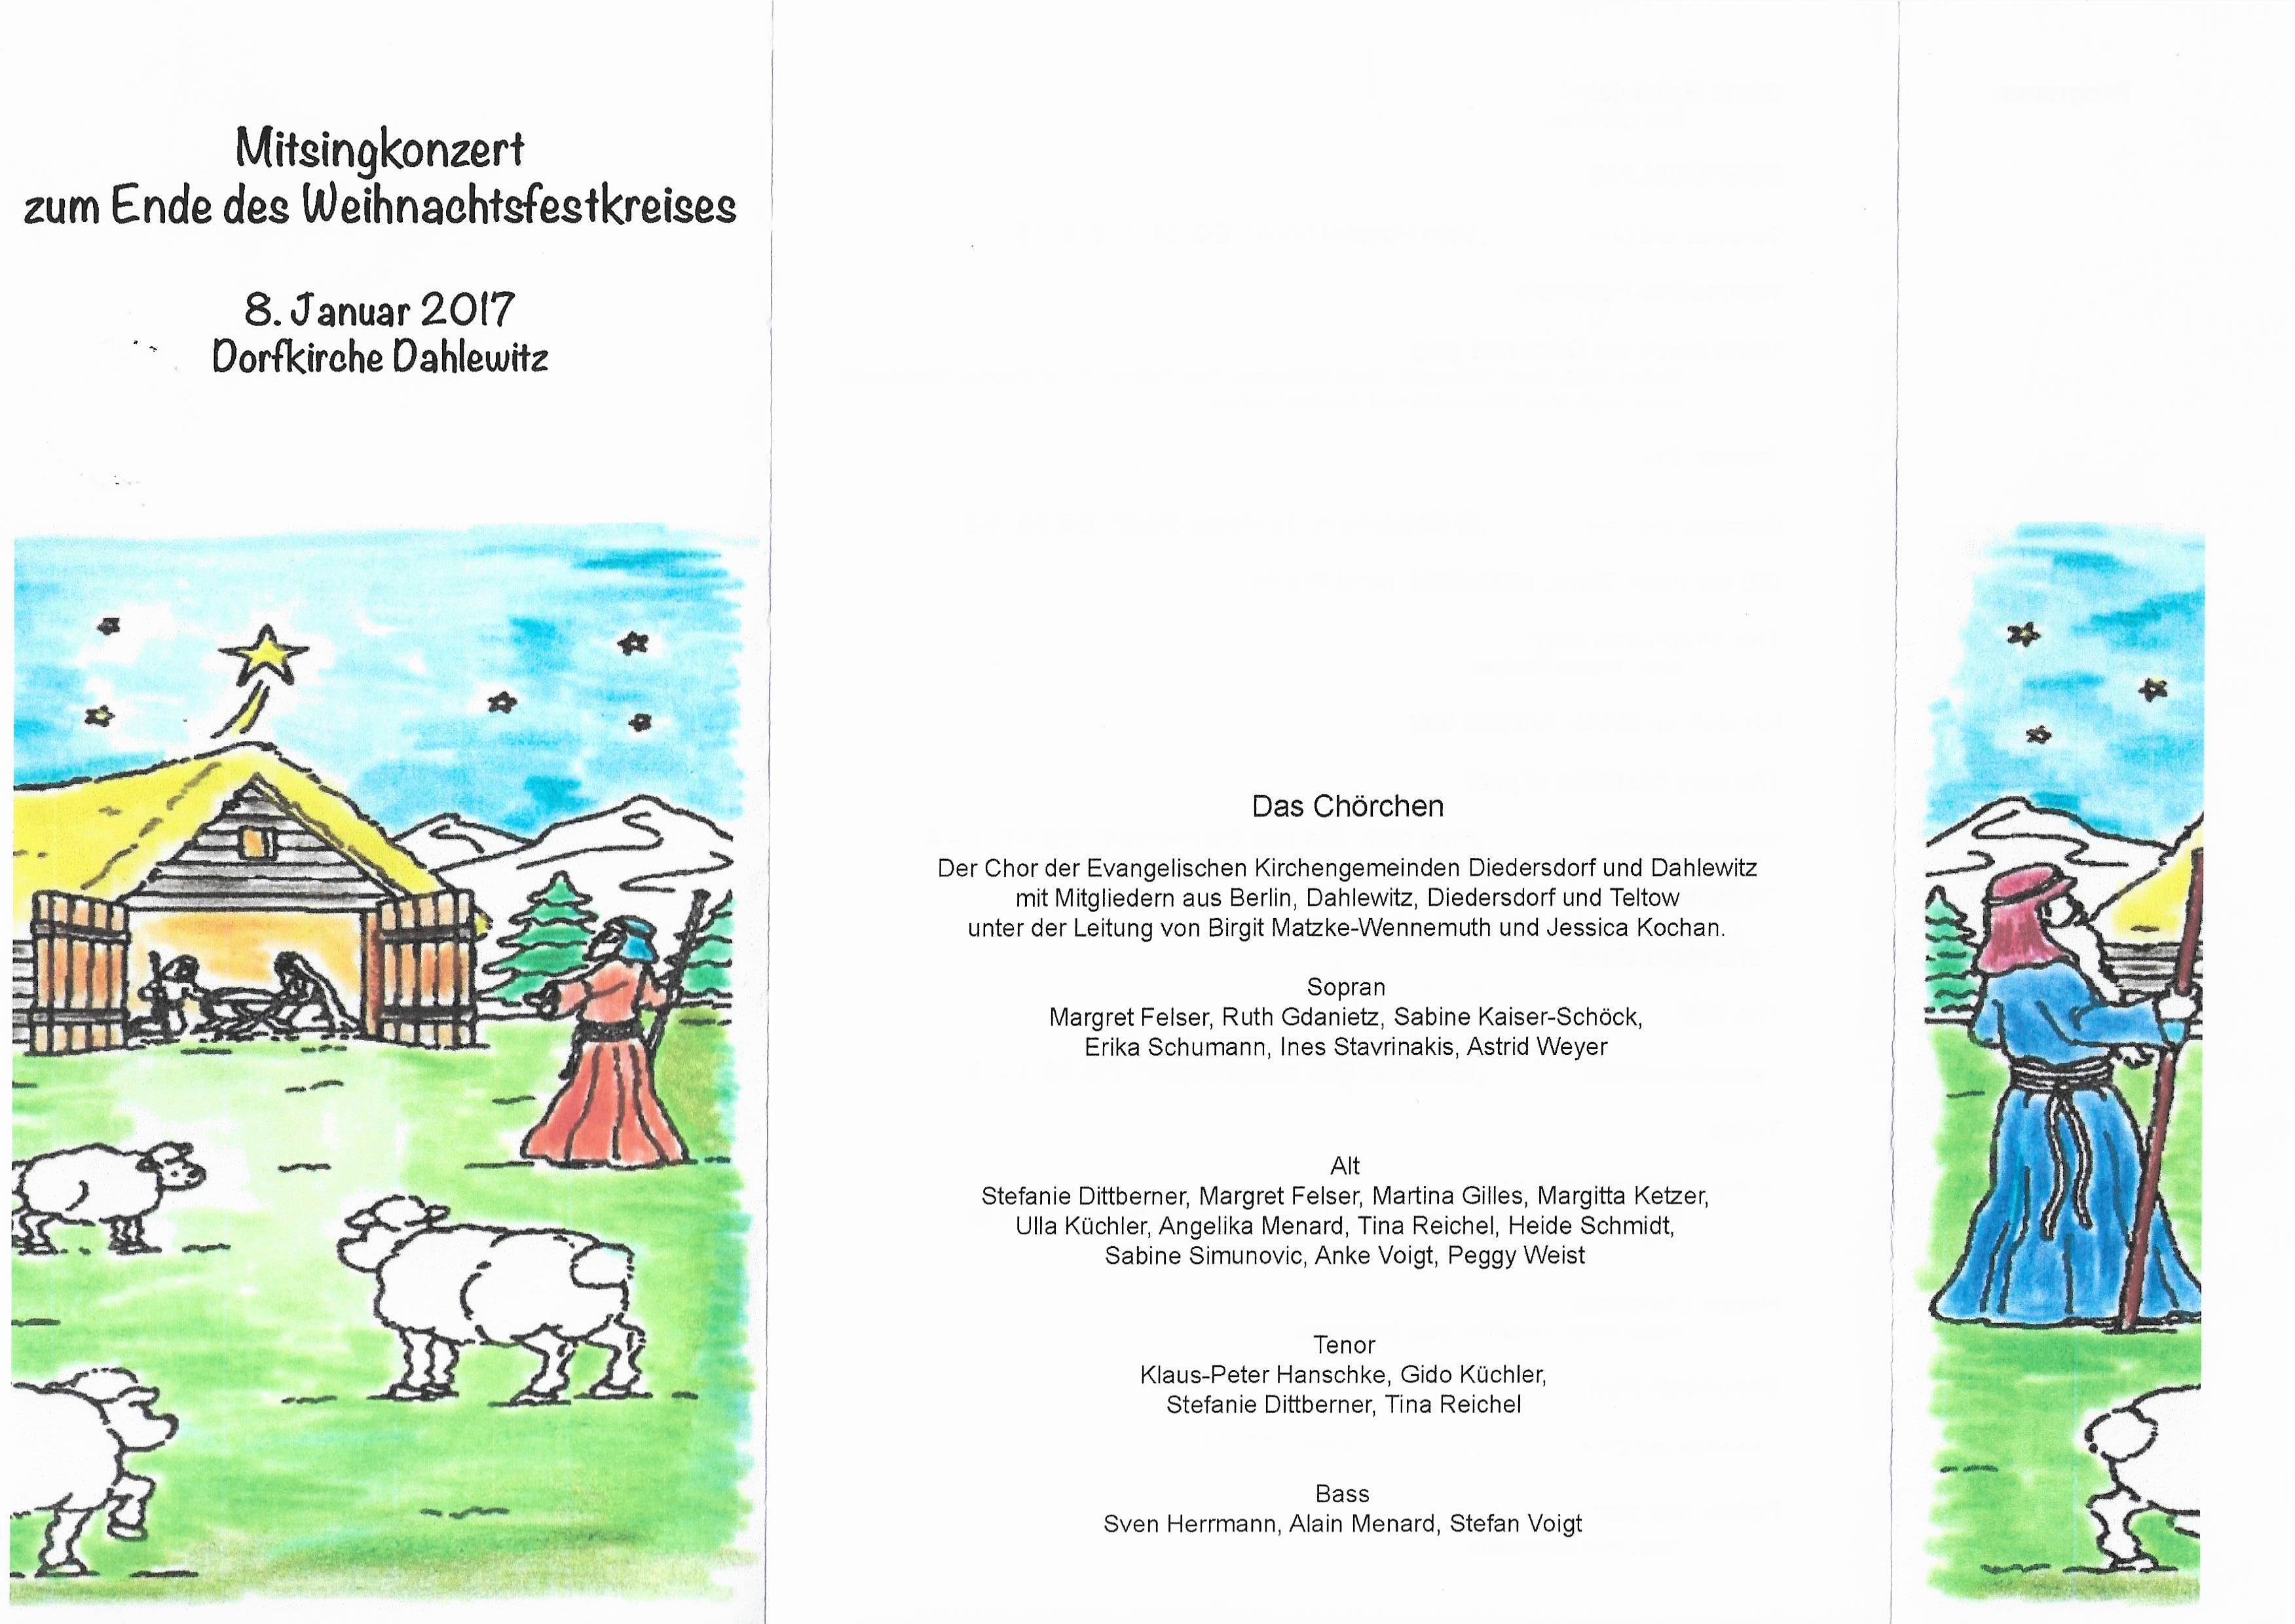 Mitsingkonzert
zum Ende des Weihnachtsfestkreises
8. Januar 2017
Dorfkirche Dahlewitz
Das Chörchen
Der Chor der Evangelischen Kirchengemeinden Diedersdorf und Dahlewitz
mit Mitgliedern aus Berlin, Dahlewitz, Diedersdorf und Teltow
unter der Leitung von Birgit Matzke-Wennemuth und Jessica Kochan.
Sopran
Margret Felser, Ruth Gdanietz, Sabine Kaiser-Schöck,
Erika Schumann, Ines Stavrinakis, Astrid Weyer
Alt
Stefanie Dittberner, Margret Felser, Martina Gilles, Margitta Ketzer,
Ulla Küchler, Angelika Menard, Tina Reichel, Heide Schmidt,
Sabine Simunovic, Anke Voigt, Peggy Weist
Tenor
Klaus-Peter Hanschke, Gido Küchler,
Stefanie Dittberner, Tina Reichel
Bass
Sven Herrmann, Alain Menard, Stefan Voigt